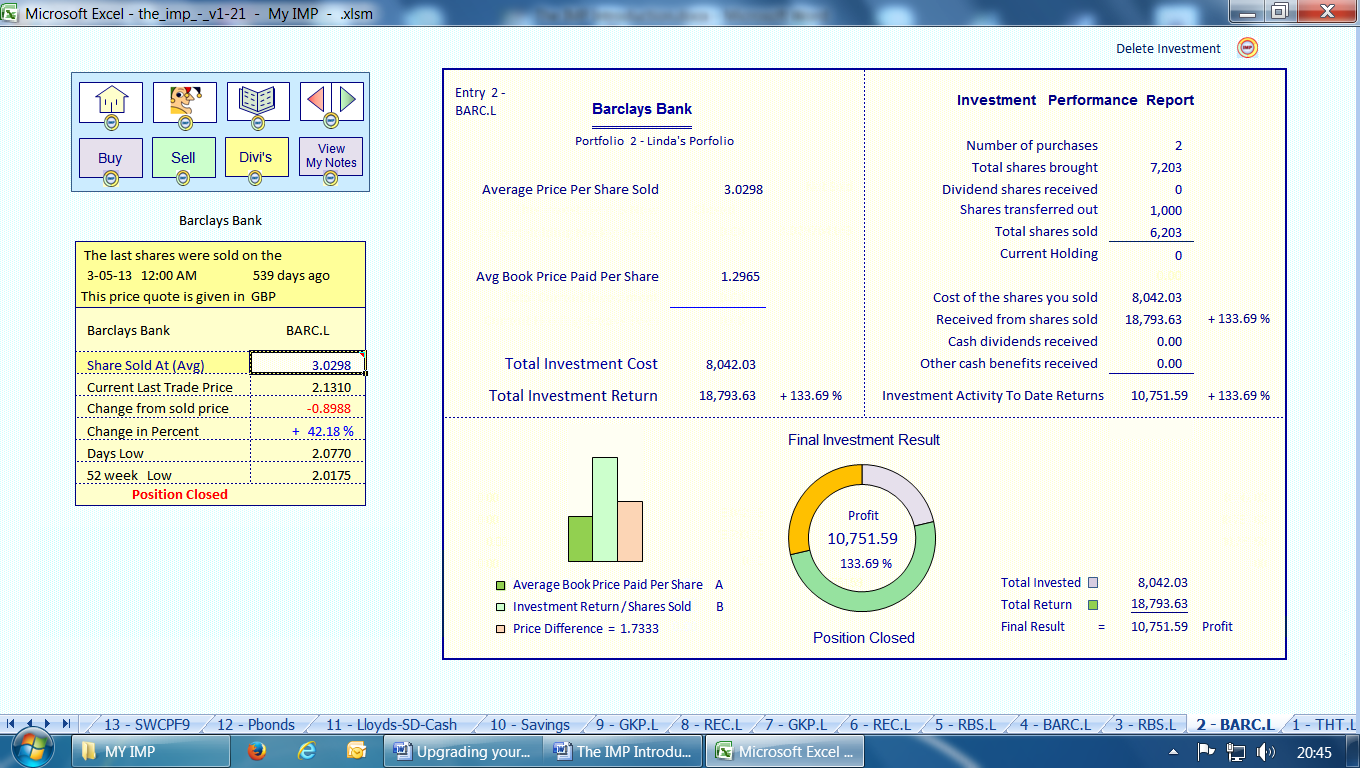 Microsoft Excel - the_imp_-_v1-21 - My IMP - .xlsm
Delete Investment
IMP
Buy
Sell
Divi's
View
My Notes
Barclays Bank
The last shares were sold on the
3-05-13 12:00 AM 539 days ago
This price quote is given in GBP
Barclays Bank BARC.L
Share Sold At (Avg) 3.0298
Current Last Trade Price 2.1310
Change from sold price -0.8988
Change in Percent + 42.18 %
Days Low 2.0770
52 week Low 2.0175
Position Closed
Entry 2 -
BARC.L
Barclays Bank
Portfolio 2 - Linda's Porfolio
Average Price Per Share Sold 3.0298
Avg Book Price Paid Per Share 1.2965
Total Investment Cost 8,042.03
Total Investment Return 18,793.63 + 133.69 %
Investment Performance Report
Number of purchases 2
Total shares brought 7,203
Dividend shares received 0
Shares transferred out 1,000
Total shares sold 6,203
Current Holding 0
Cost of the shares you sold 8,042.03
Received from shares sold 18,793.63 + 133.69 %
Cash dividends received 0.00
Other cash benefits received 0.00
Investment Activity To Date Returns 10,751.59 + 133.69 %
Average Book Price Paid Per Share A
Investment Return / Shares Sold B
Price Difference = 1.7333
Final Investment Result
Profit
10,751.59
133.69 %
Position Closed
Total Invested 8,042.03
Total Return 18,793.63
Final Result = 10,751.59 Profit
13 - SWCPF9 12 - Pbonds 11 - Lloyds-SD-Cash 10 - Savings 9 - GKP.L 8 - REC.L 7 - GKP.L 6 - REC.L 5 - RBS.L 4 - BARC.L 3 - RBS.L 2 - BARC.L 1 - THT.L
MY IMP Upgrading your... The IMP Introdu... Microsoft Excel ... 20:45